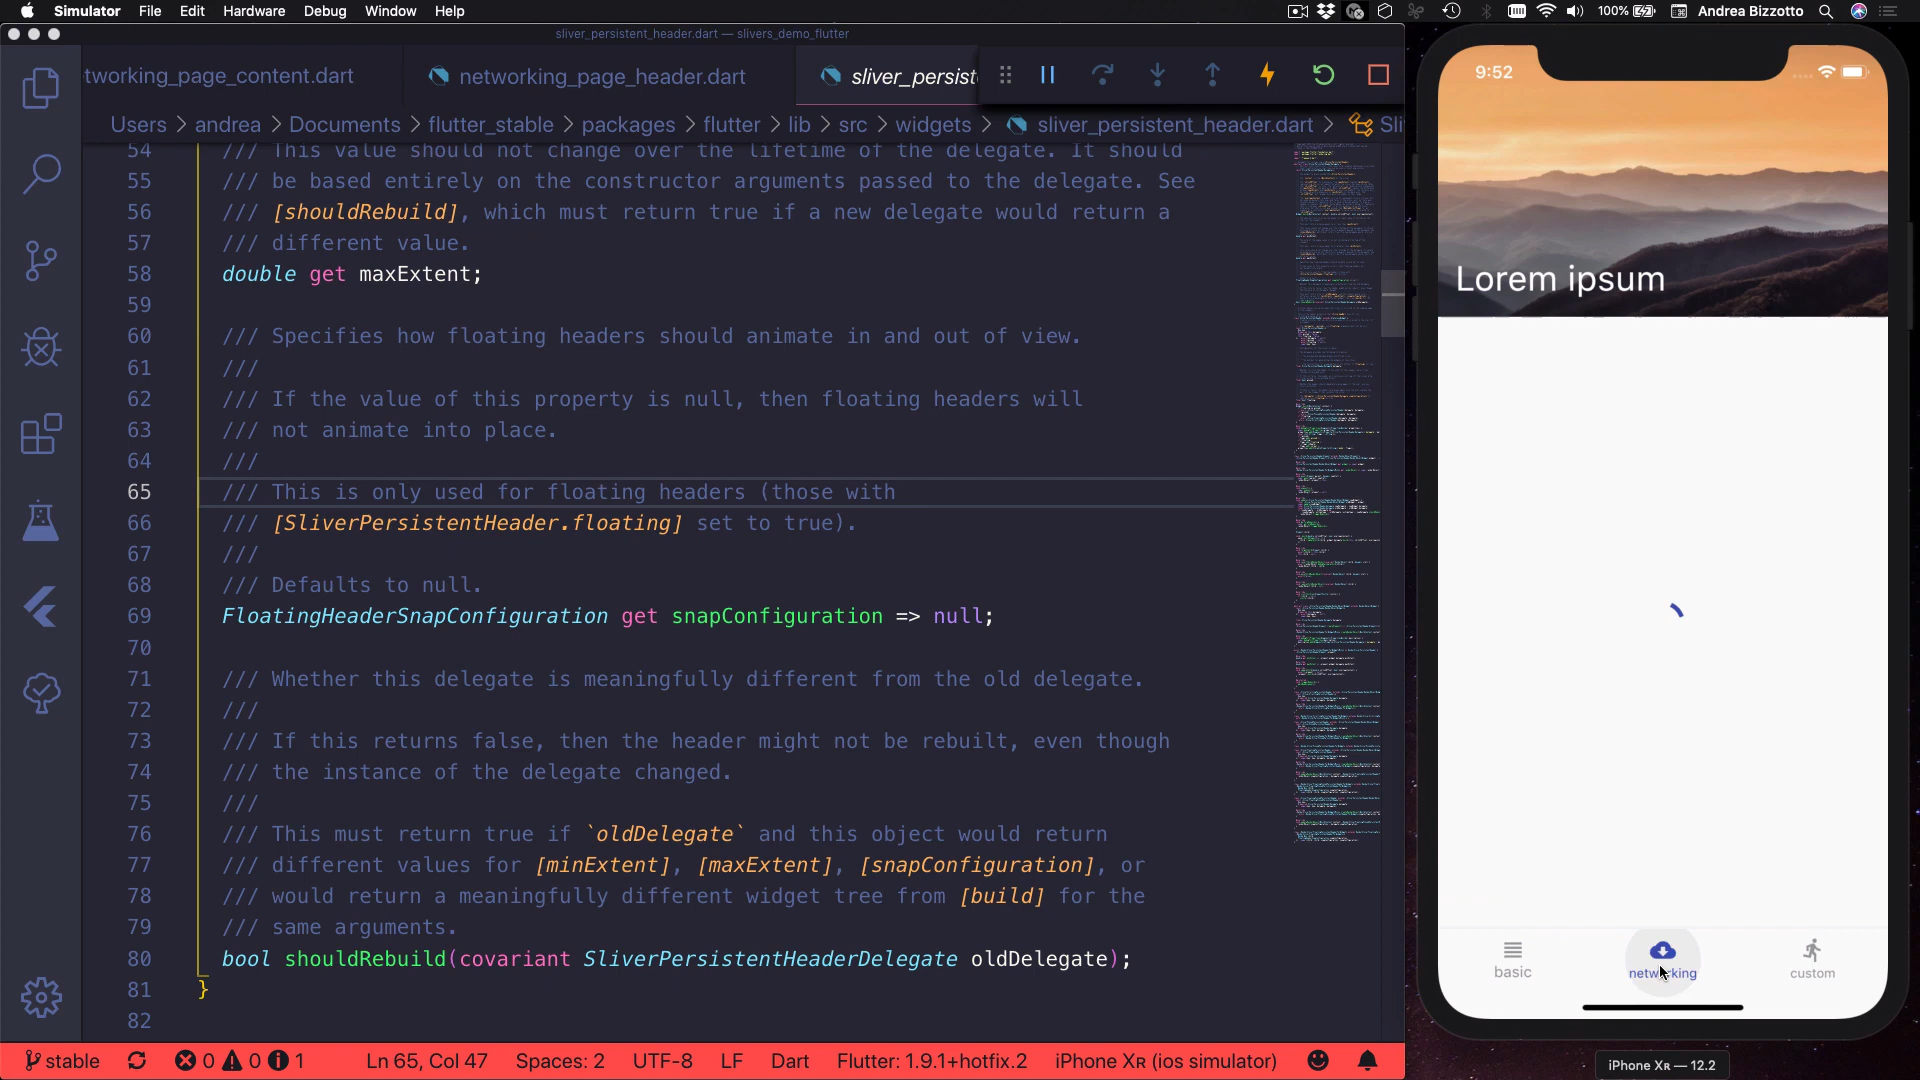 Simulator File Edit Hardware Debug Window Help 100% Andrea Bizzotto
sliver_persistent_header.dart — slivers_demo_flutter
tworking_page_content.dart networking_page_header.dart sliver_persist
Users > andrea > Documents > flutter_stable > packages > flutter > lib > src > widgets > sliver_persistent_header.dart > Sli
54 /// This value should not change over the lifetime of the delegate. It should
55 /// be based entirely on the constructor arguments passed to the delegate. See
56 /// [shouldRebuild], which must return true if a new delegate would return a
57 /// different value.
58 double get maxExtent;
59
60 /// Specifies how floating headers should animate in and out of view.
61 ///
62 /// If the value of this property is null, then floating headers will
63 /// not animate into place.
64 ///
65 /// This is only used for floating headers (those with
66 /// [SliverPersistentHeader.floating] set to true).
67 ///
68 /// Defaults to null.
69 FloatingHeaderSnapConfiguration get snapConfiguration => null;
70
71 /// Whether this delegate is meaningfully different from the old delegate.
72 ///
73 /// If this returns false, then the header might not be rebuilt, even though
74 /// the instance of the delegate changed.
75 ///
76 /// This must return true if `oldDelegate` and this object would return
77 /// different values for [minExtent], [maxExtent], [snapConfiguration], or
78 /// would return a meaningfully different widget tree from [build] for the
79 /// same arguments.
80 bool shouldRebuild(covariant SliverPersistentHeaderDelegate oldDelegate);
81 }
82
stable 0 0 1 Ln 65, Col 47 Spaces: 2 UTF-8 LF Dart Flutter: 1.9.1+hotfix.2 iPhone Xʀ (ios simulator)
9:52
Lorem ipsum
basic networking custom
iPhone Xʀ — 12.2